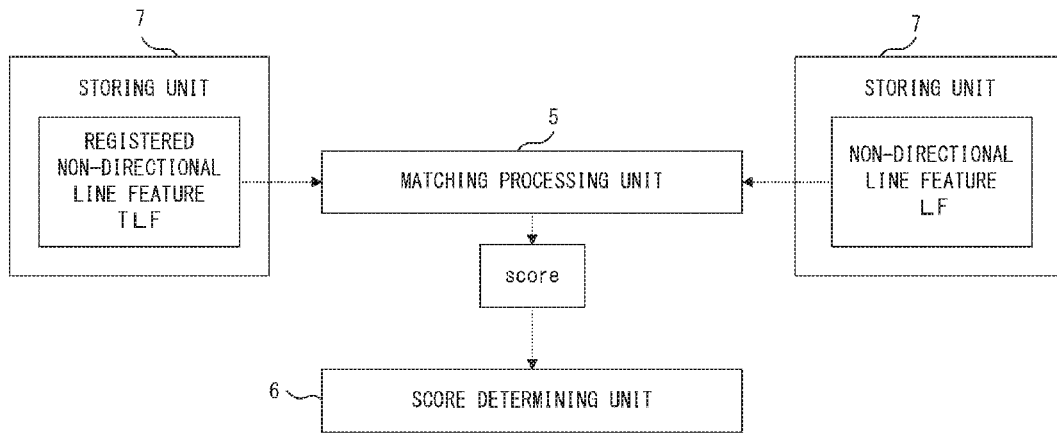 7
7
STORING UNIT
STORING UNIT
REGISTERED
NON-DIRECTIONAL
LINE FEATURE
TLF
5
MATCHING PROCESSING UNIT
NON-DIRECTIONAL
LINE FEATURE
LF
score
6
SCORE DETERMINING UNIT